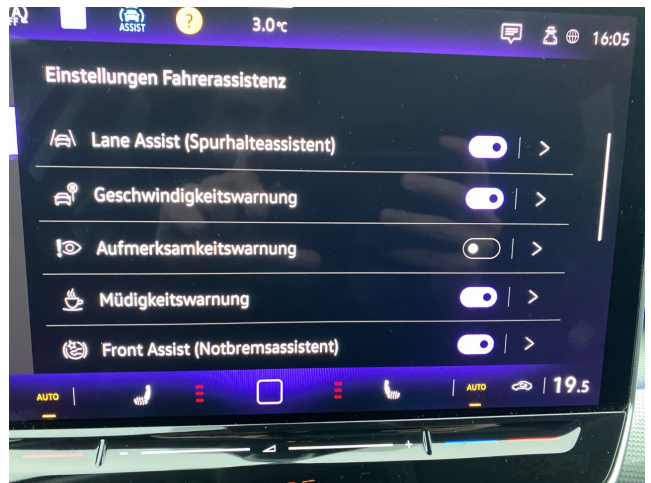 A
FF
ASSIST
?
3.0°C
16:05
Einstellungen Fahrerassistenz
Lane Assist (Spurhalteassistent)
Geschwindigkeitswarnung
Aufmerksamkeitswarnung
Müdigkeitswarnung
Front Assist (Notbremsassistent)
AUTO
AUTO
19.5
- +